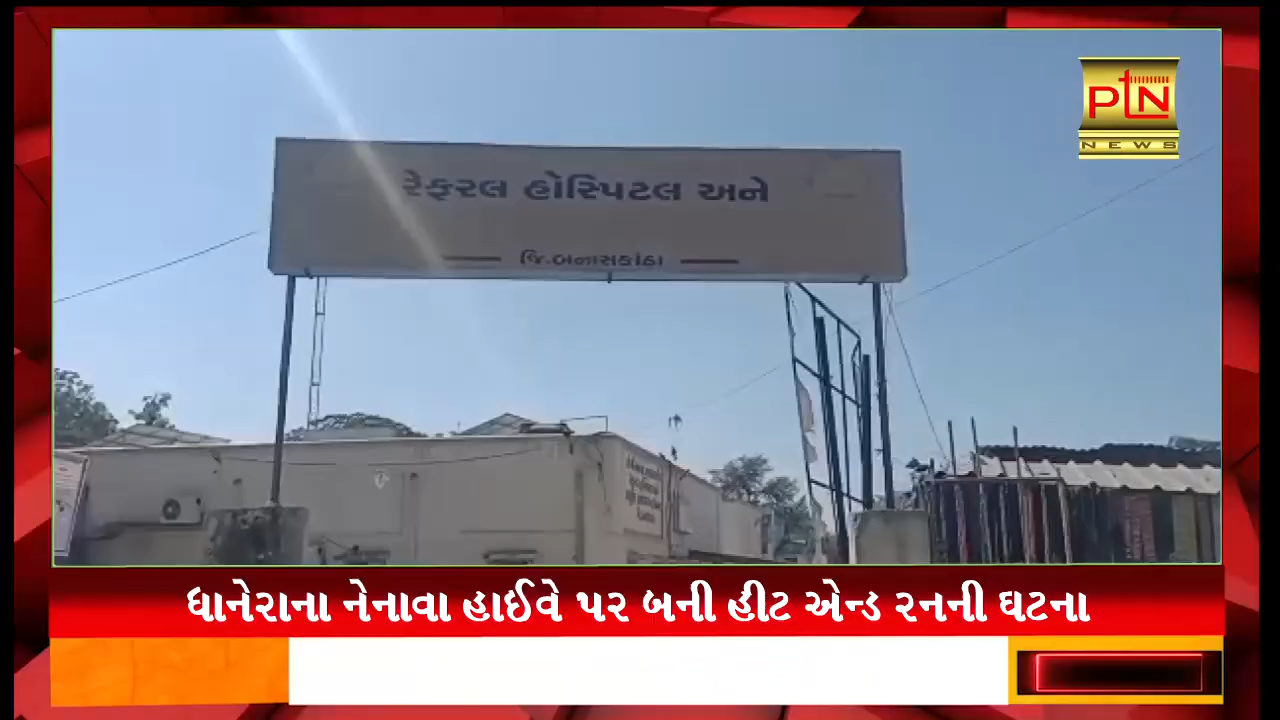 PTN
NEWS
રેફરલ હોસ્પિટલ અને
જિ.બનાસકાંઠા
ધાનેરાના નેનાવા હાઈવે પર બની હીટ એન્ડ રનની ઘટના